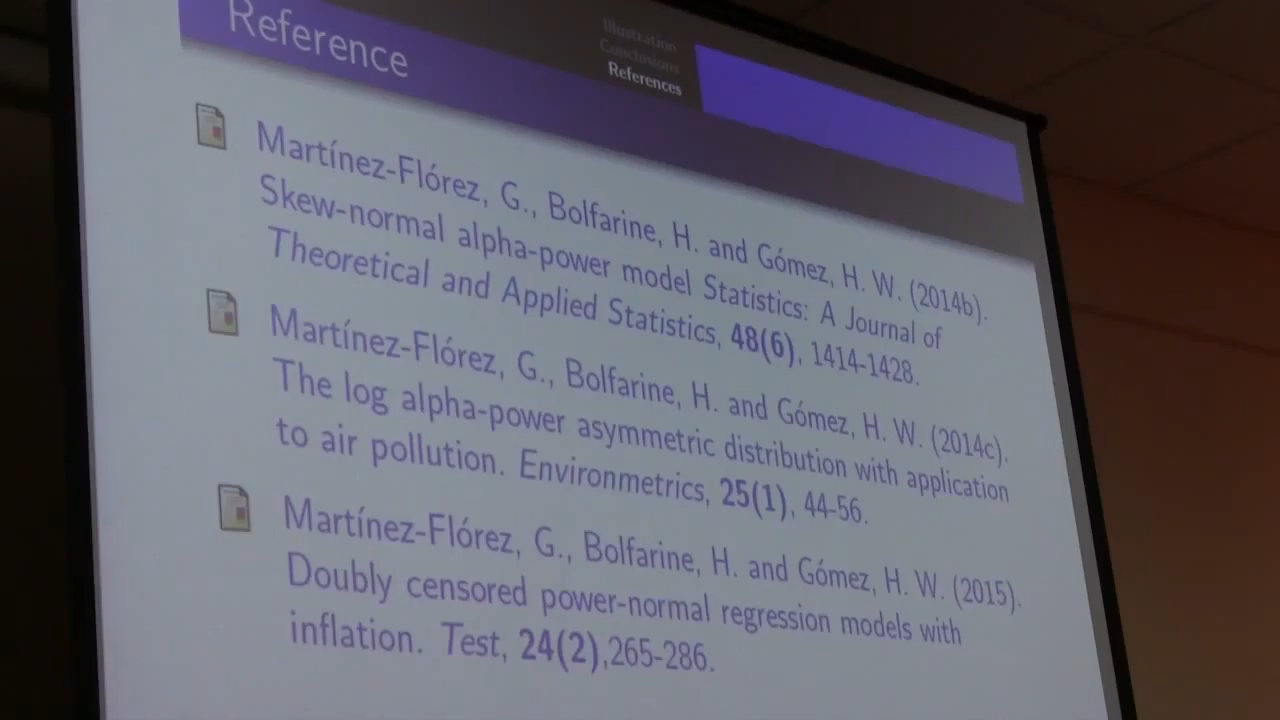 Reference
Illustration
Conclusions
References
Martínez-Flórez, G., Bolfarine, H. and Gómez, H. W. (2014b).
Skew-normal alpha-power model Statistics: A Journal of
Theoretical and Applied Statistics, 48(6), 1414-1428.
Martínez-Flórez, G., Bolfarine, H. and Gómez, H. W. (2014c).
The log alpha-power asymmetric distribution with application
to air pollution. Environmetrics, 25(1), 44-56.
Martínez-Flórez, G., Bolfarine, H. and Gómez, H. W. (2015).
Doubly censored power-normal regression models with
inflation. Test, 24(2),265-286.